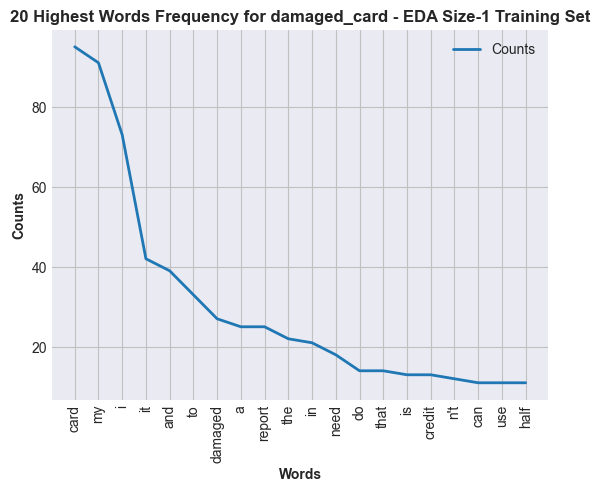 20 Highest Words Frequency for damaged_card - EDA Size-1 Training Set
Counts
80
60
40
20
Counts
card
my
i
it
and
to
damaged
a
report
the
in
need
do
that
is
credit
n't
can
use
half
Words